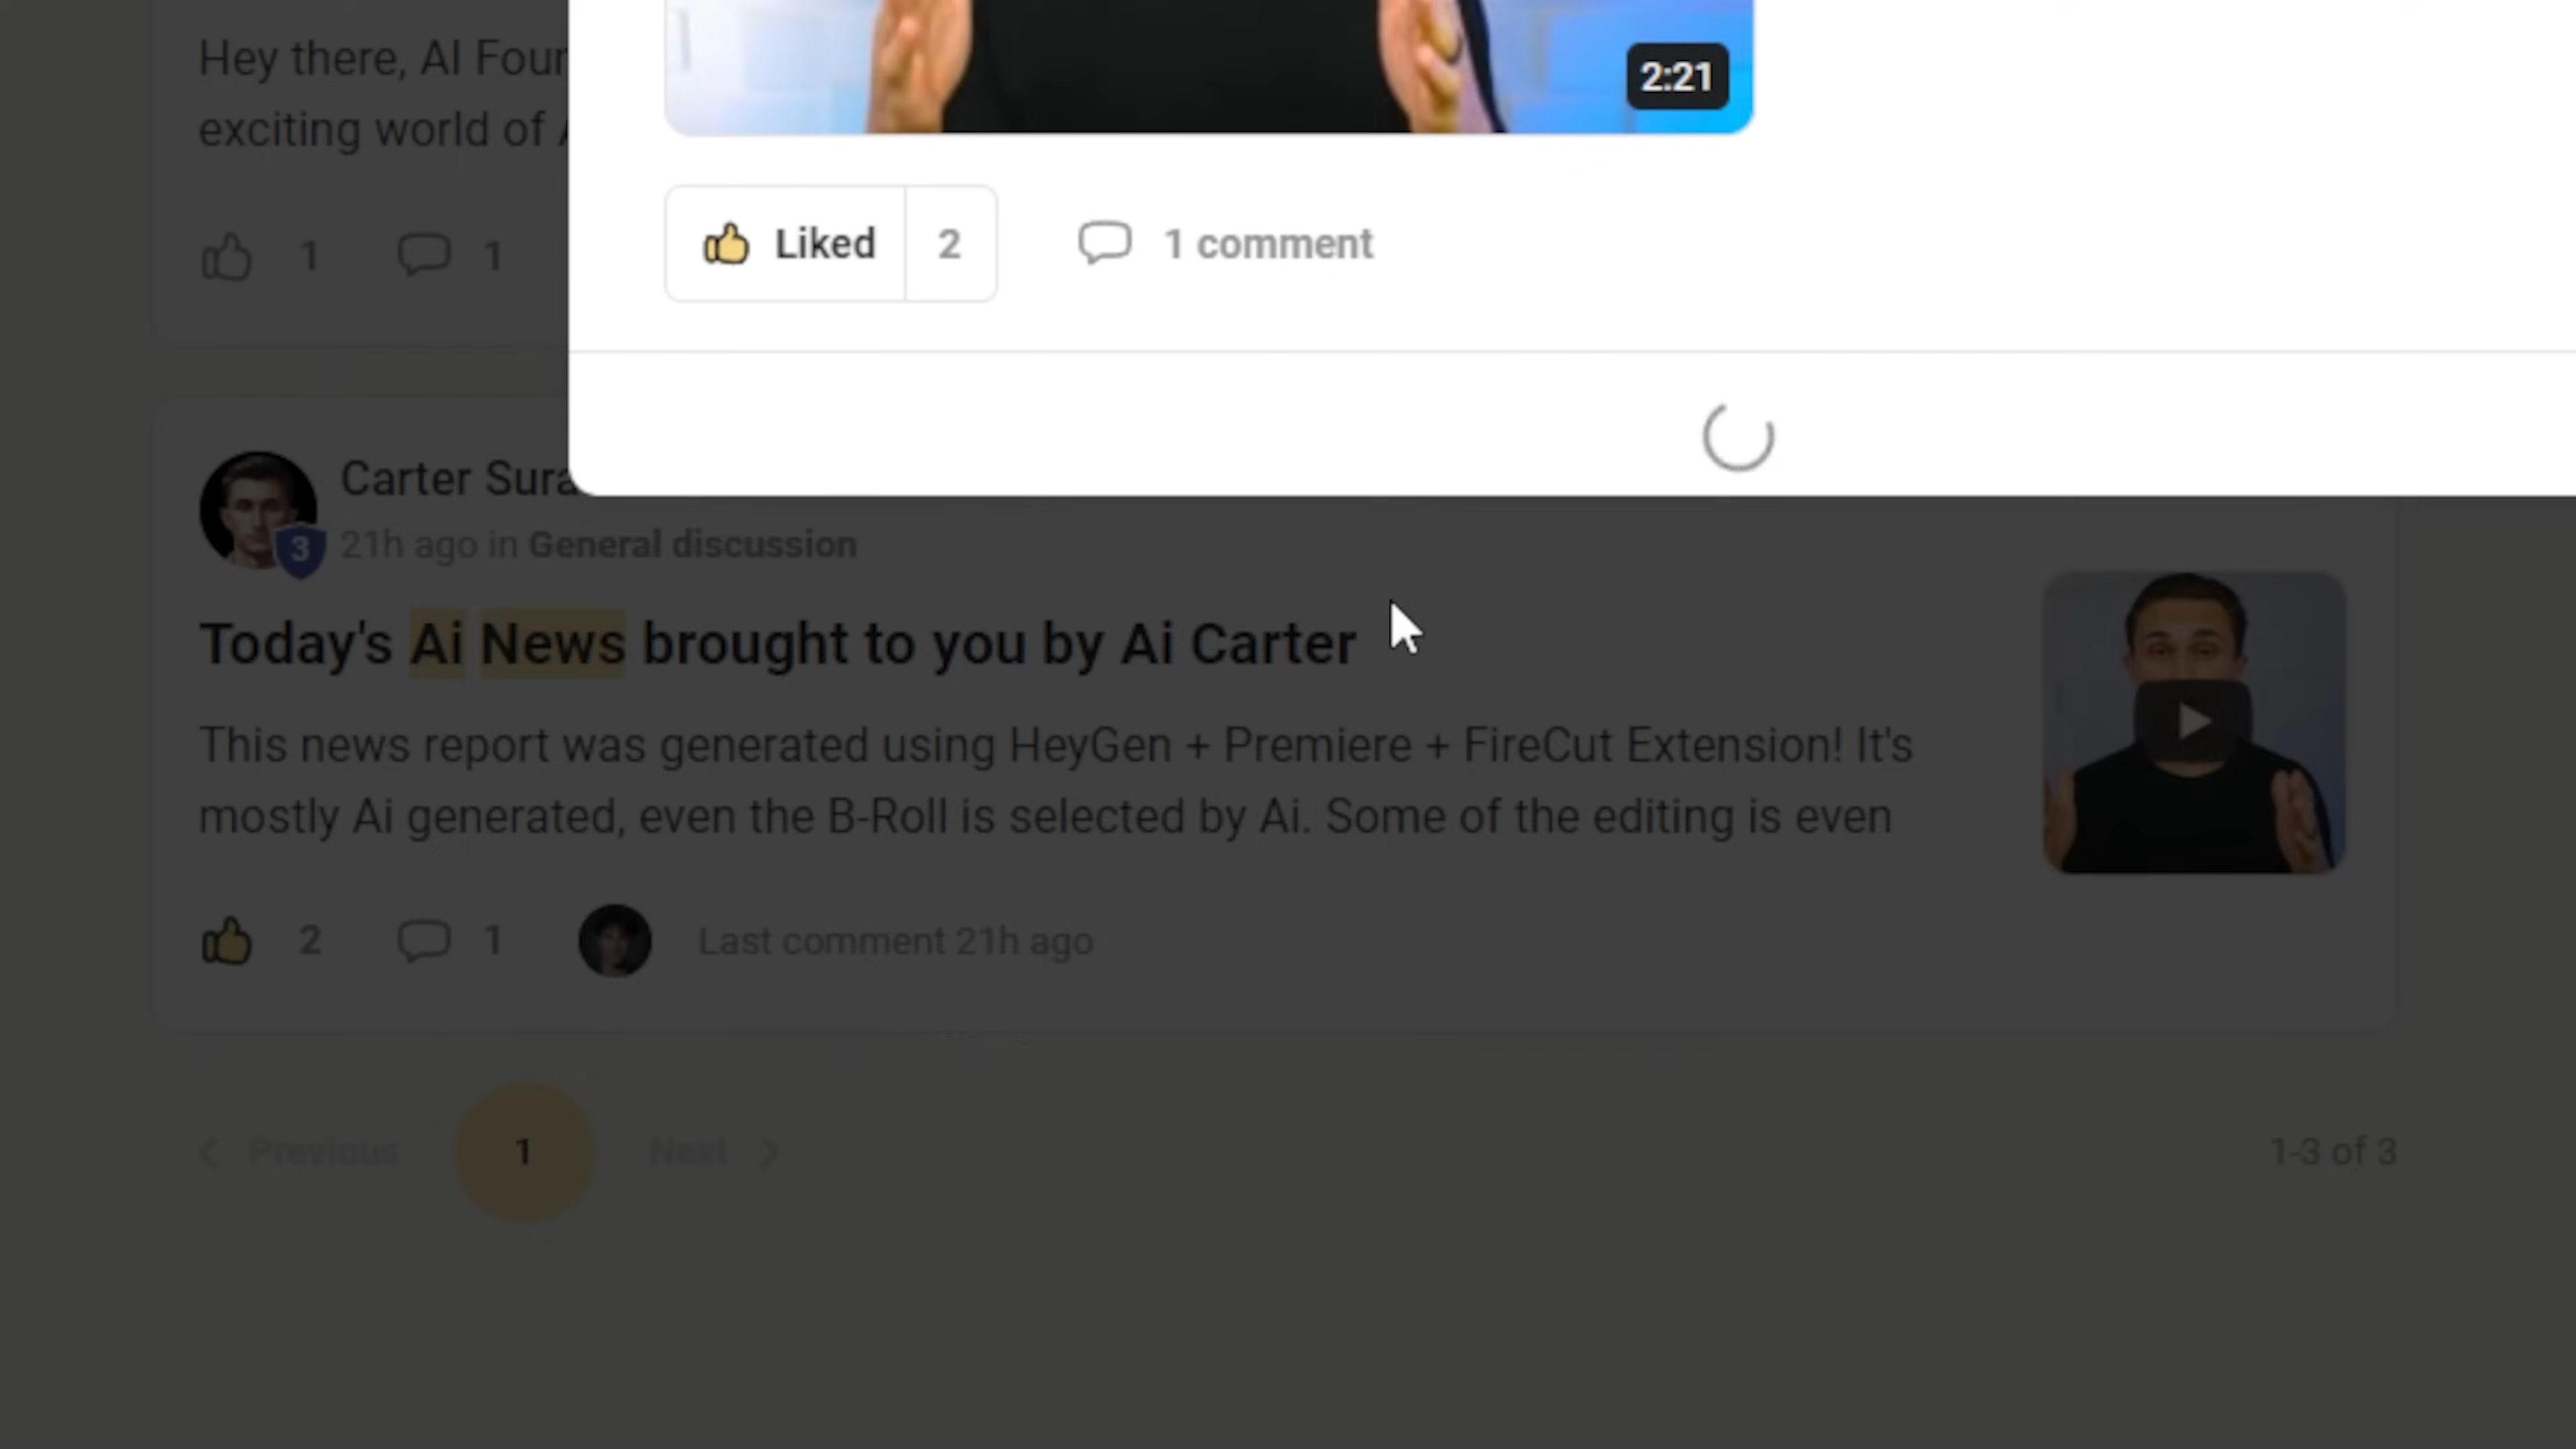 Hey there, AI Four
exciting world of
1 1
2:21
Liked 2 1 comment
Carter Sura
3
21h ago in General discussion
Today's Ai News brought to you by Ai Carter
This news report was generated using HeyGen + Premiere + FireCut Extension! It's
mostly Ai generated, even the B-Roll is selected by Ai. Some of the editing is even
2 1 Last comment 21h ago
Previous 1 Next 1-3 of 3